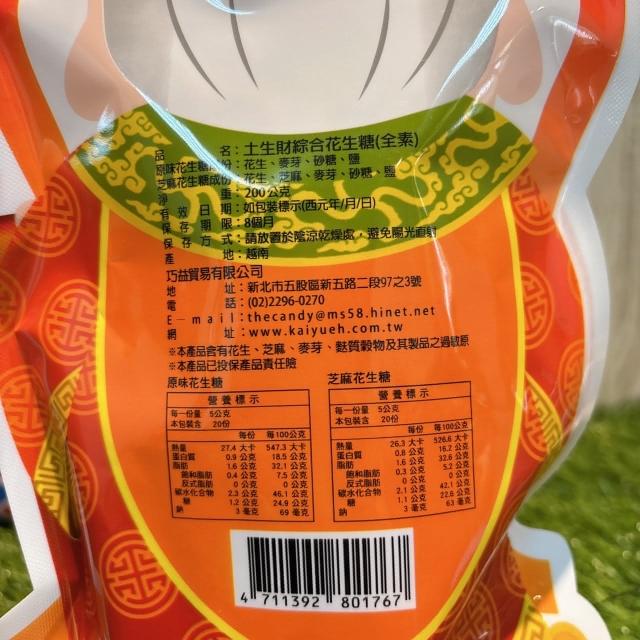 品名：土生財綜合花生糖(全素)
原味花生糖成份：花生、麥芽、砂糖、鹽
芝麻花生糖成份：花生、芝麻、麥芽、砂糖、鹽
淨重：200公克
有效日期：如包裝標示(西元年/月/日)
保存期限：8個月
保存方式：請放置於陰涼乾燥處，避免陽光直射
產地：越南
巧益貿易有限公司
地址：新北市五股區新五路二段97之3號
電話：(02)2296-0270
E-mail：thecandy@ms58.hinet.net
網址：www.kaiyueh.com.tw
※本產品含有花生、芝麻、麥芽、麩質穀物及其製品之過敏原
※本產品已投保產品責任險
原味花生糖
營養標示
每一份量 5公克
本包裝含 20份
每份 每100公克
熱量 27.4 大卡 547.3 大卡
蛋白質 0.9 公克 18.5 公克
脂肪 1.6 公克 32.1 公克
飽和脂肪 0.4 公克 7.5 公克
反式脂肪 0 公克 0 公克
碳水化合物 2.3 公克 46.1 公克
糖 1.2 公克 24.9 公克
鈉 3 毫克 69 毫克
芝麻花生糖
營養標示
每一份量 5公克
本包裝含 20份
每份 每100公克
熱量 26.3 大卡 526.6 大卡
蛋白質 0.8 公克 16.2 公克
脂肪 1.6 公克 32.6 公克
飽和脂肪 0.3 公克 5.2 公克
反式脂肪 0 公克 0 公克
碳水化合物 2.1 公克 42.1 公克
糖 1.1 公克 22.6 公克
鈉 3 毫克 63 毫克
4 711392 801767